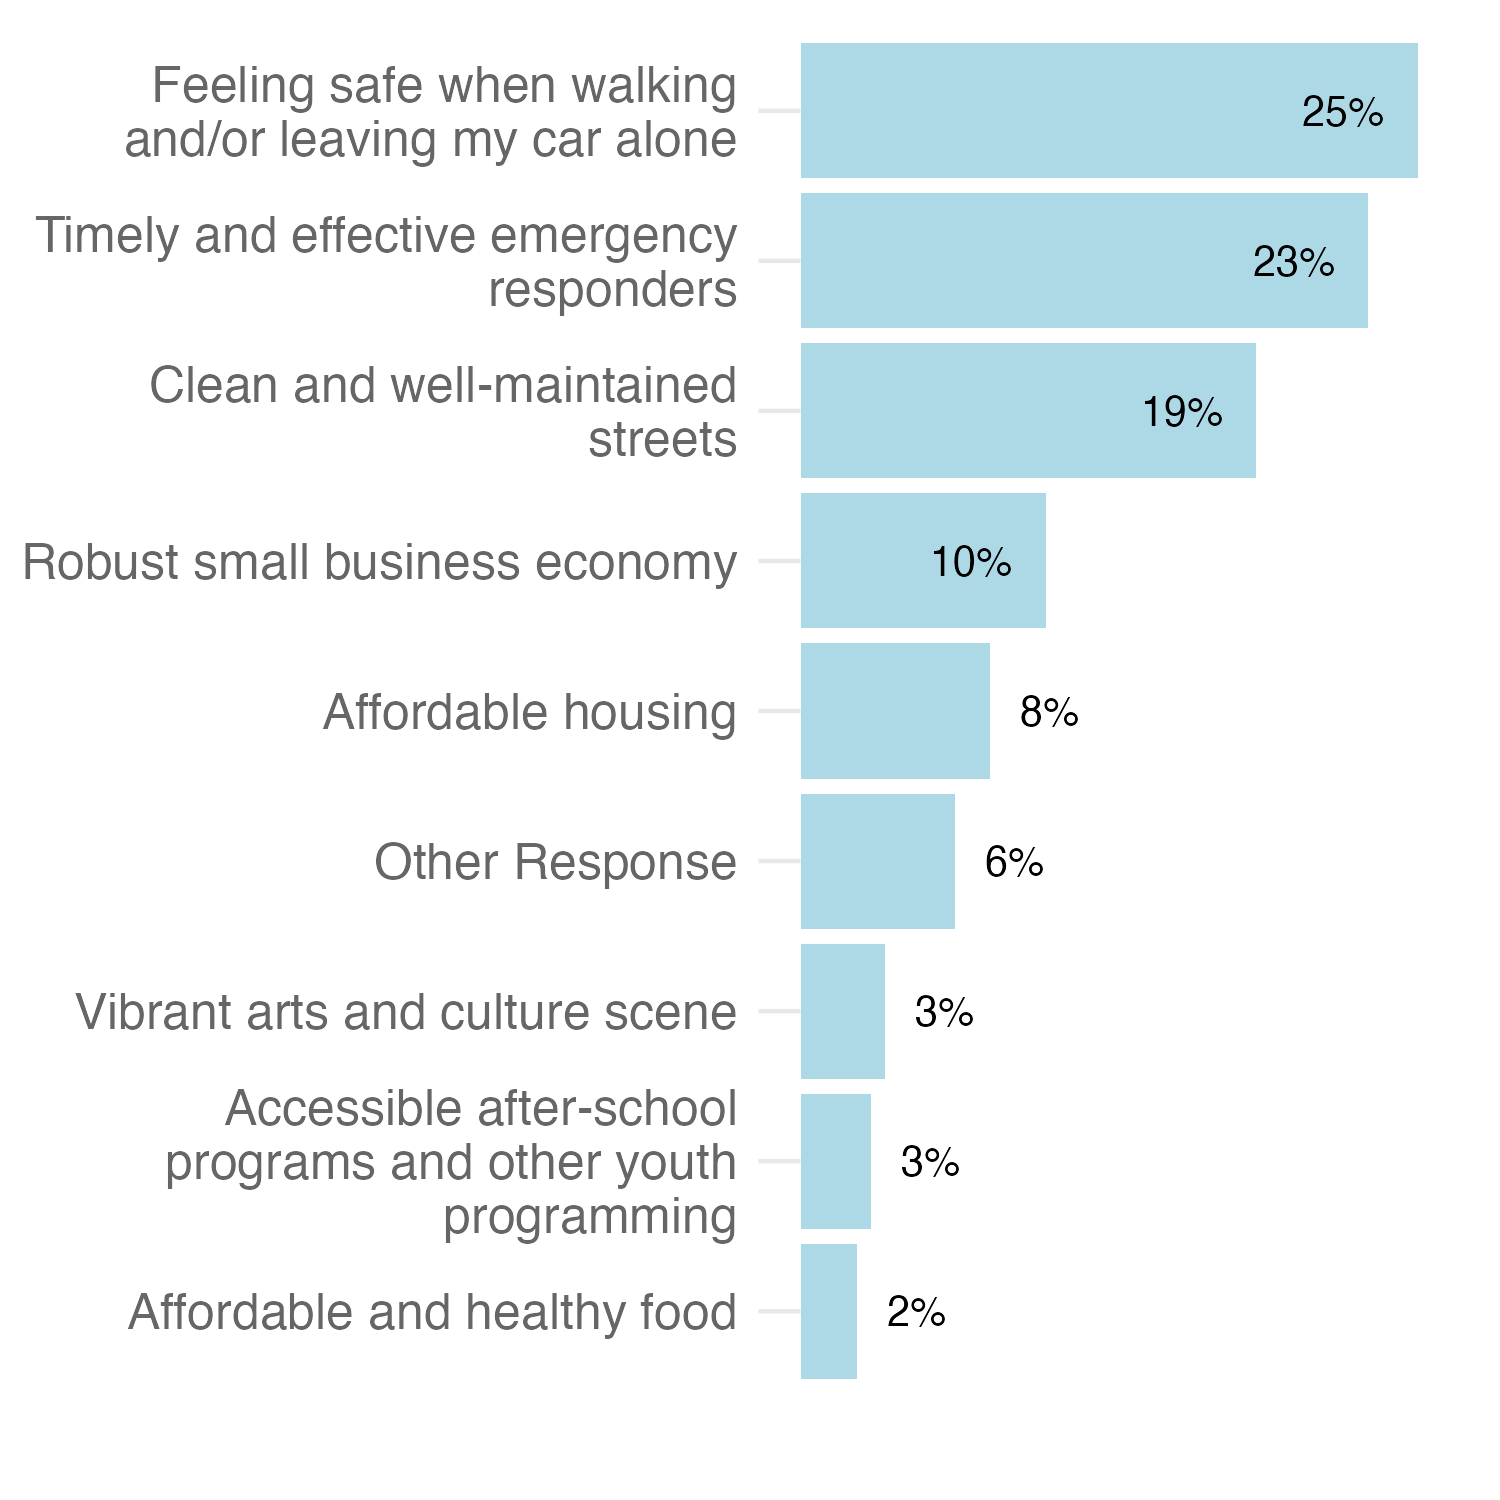 Feeling safe when walking
and/or leaving my car alone
25%
Timely and effective emergency
responders
23%
Clean and well-maintained
streets
19%
Robust small business economy
10%
Affordable housing
8%
Other Response
6%
Vibrant arts and culture scene
3%
Accessible after-school
programs and other youth
programming
3%
Affordable and healthy food
2%